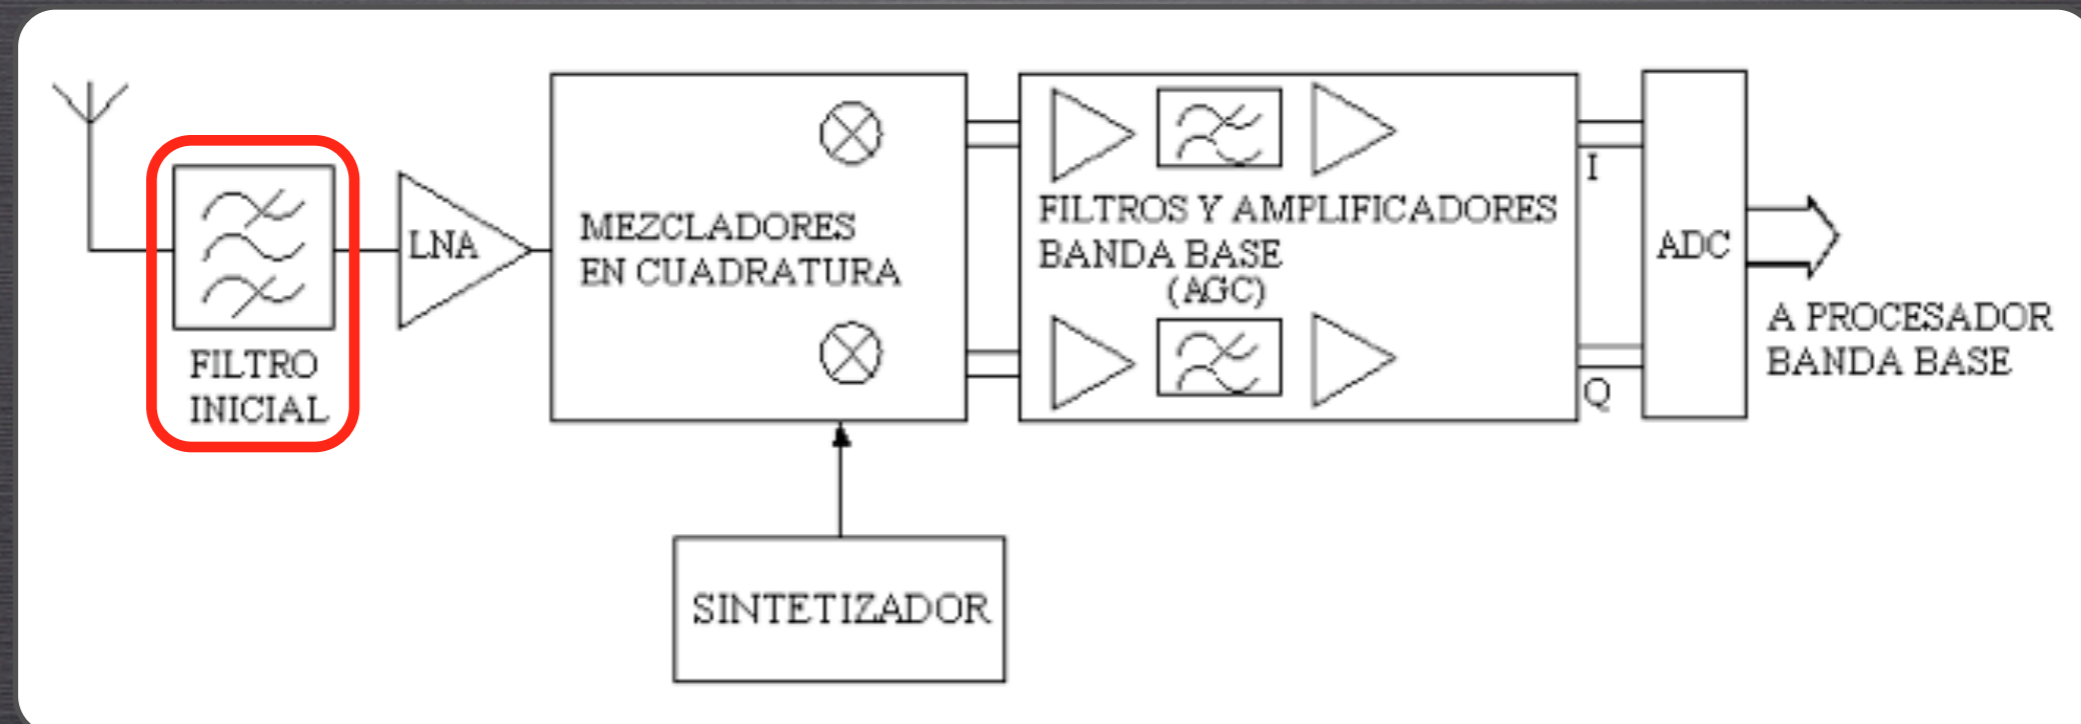 FILTRO
INICIAL
LNA
MEZCLADORES
EN CUADRATURA
SINTETIZADOR
FILTROS Y AMPLIFICADORES
BANDA BASE
(AGC)
I
Q
ADC
A PROCESADOR
BANDA BASE